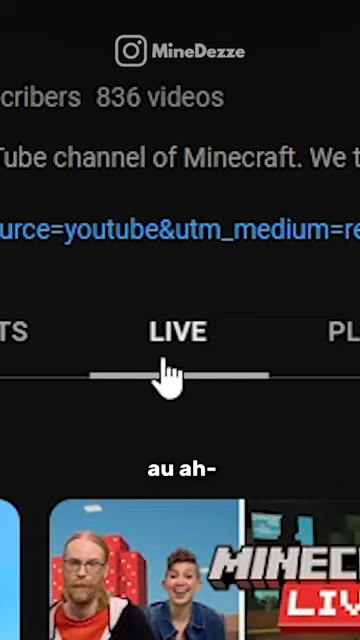 MineDezze
cribers 836 videos
Tube channel of Minecraft. We t
urce=youtube&utm_medium=re
TS LIVE PL
au ah-
MINEC
LIV